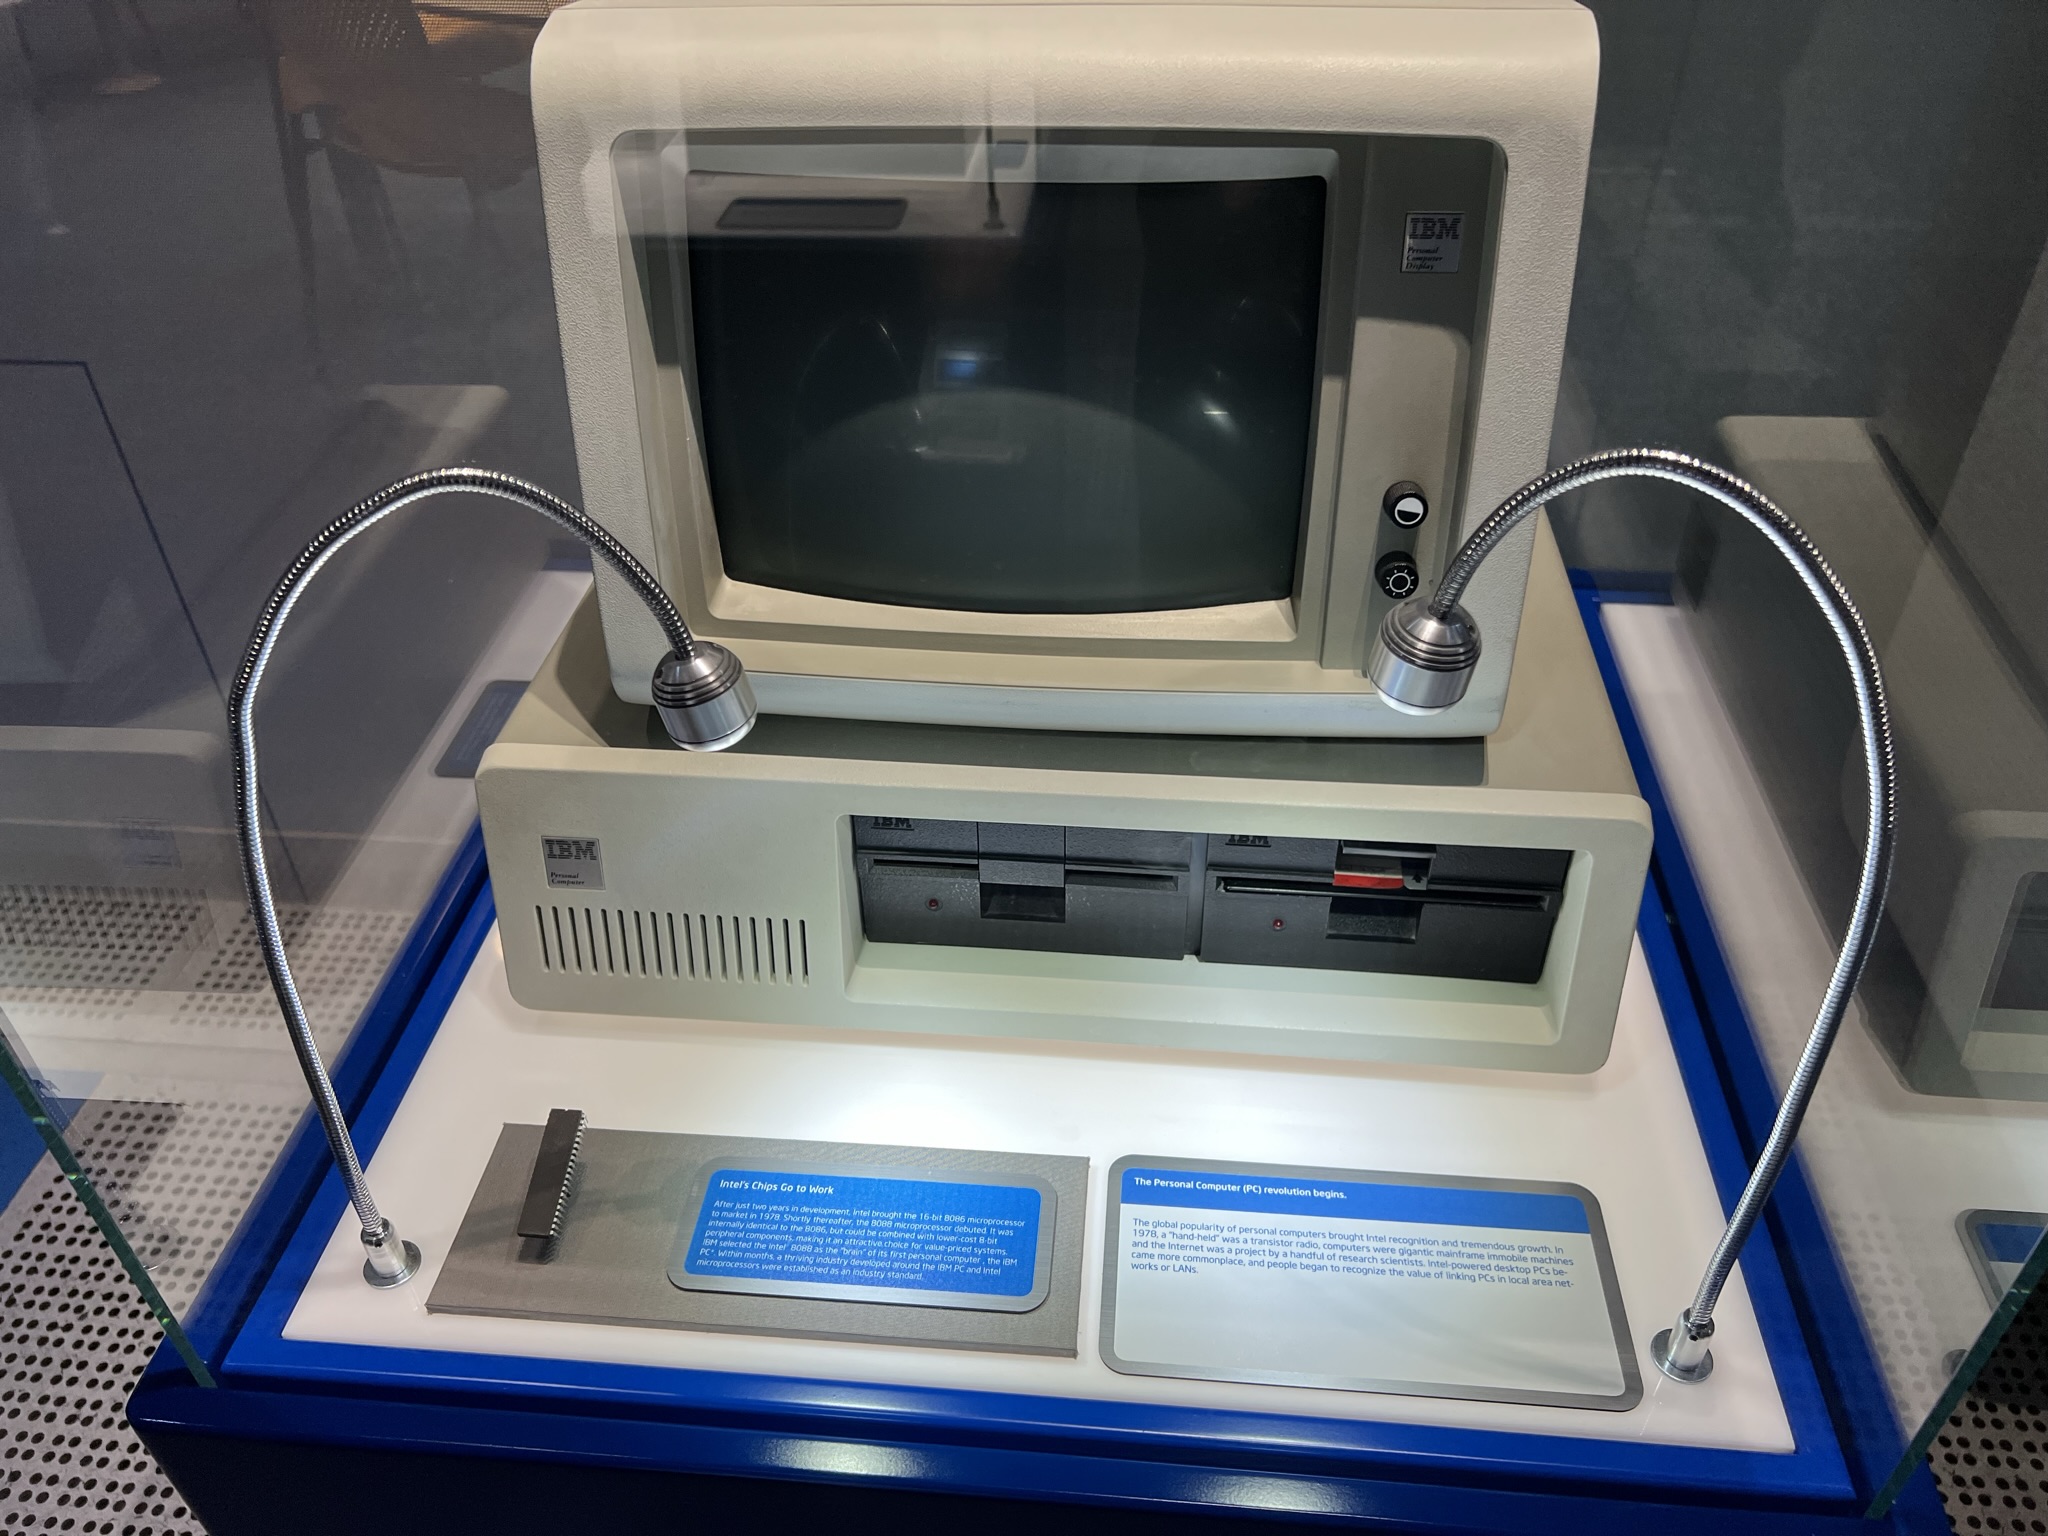 IBM
Personal
Computer
Display
IBM
IBM
IBM
Personal
Computer
Intel's Chips Go to Work
After just two years in development, Intel brought the 16-bit 8086 microprocessor
to market in 1978. Shortly thereafter, the 8088 microprocessor debuted. It was
internally identical to the 8086, but could be combined with lower-cost 8-bit
peripheral components, making it an attractive choice for value-priced systems.
IBM selected the Intel® 8088 as the "brain" of its first personal computer, the IBM
PC*. Within months, a thriving industry developed around the IBM PC and Intel
microprocessors were established as an industry standard.
The Personal Computer (PC) revolution begins.
The global popularity of personal computers brought Intel recognition and tremendous growth. In
1978, a "hand-held" was a transistor radio, computers were gigantic mainframe immobile machines
and the Internet was a project by a handful of research scientists. Intel-powered desktop PCs be-
came more commonplace, and people began to recognize the value of linking PCs in local area net-
works or LANs.